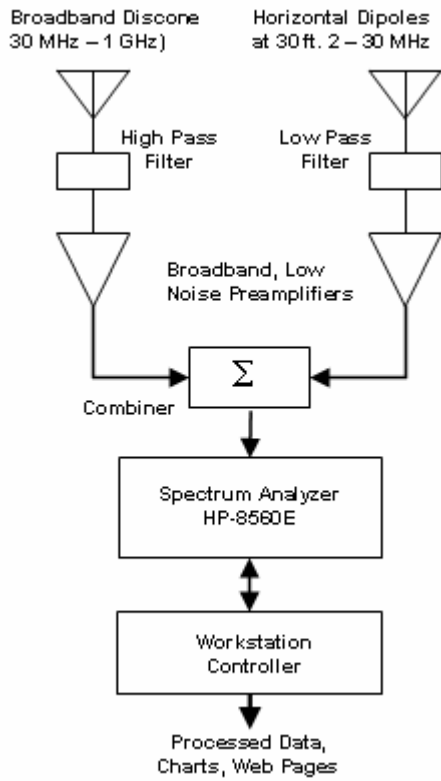 Broadband Discone
30 MHz – 1 GHz)
Horizontal Dipoles
at 30 ft. 2 – 30 MHz
High Pass
Filter
Low Pass
Filter
Broadband, Low
Noise Preamplifiers
Σ
Combiner
Spectrum Analyzer
HP-8560E
Workstation
Controller
Processed Data,
Charts, Web Pages